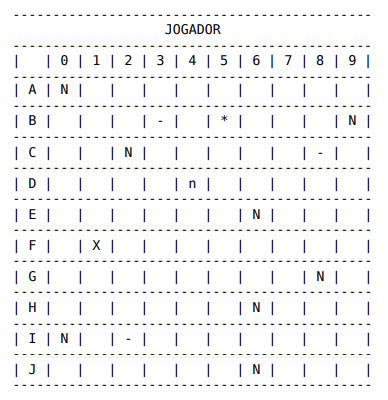 ---------------------------------------------
JOGADOR
---------------------------------------------
|   | 0 | 1 | 2 | 3 | 4 | 5 | 6 | 7 | 8 | 9 |
---------------------------------------------
| A | N |   |   |   |   |   |   |   |   |   |
---------------------------------------------
| B |   |   |   | - |   | * |   |   |   | N |
---------------------------------------------
| C |   |   | N |   |   |   |   |   | - |   |
---------------------------------------------
| D |   |   |   |   | n |   |   |   |   |   |
---------------------------------------------
| E |   |   |   |   |   |   | N |   |   |   |
---------------------------------------------
| F |   | X |   |   |   |   |   |   |   |   |
---------------------------------------------
| G |   |   |   |   |   |   |   |   | N |   |
---------------------------------------------
| H |   |   |   |   |   |   | N |   |   |   |
---------------------------------------------
| I | N |   | - |   |   |   |   |   |   |   |
---------------------------------------------
| J |   |   |   |   |   |   | N |   |   |   |
---------------------------------------------